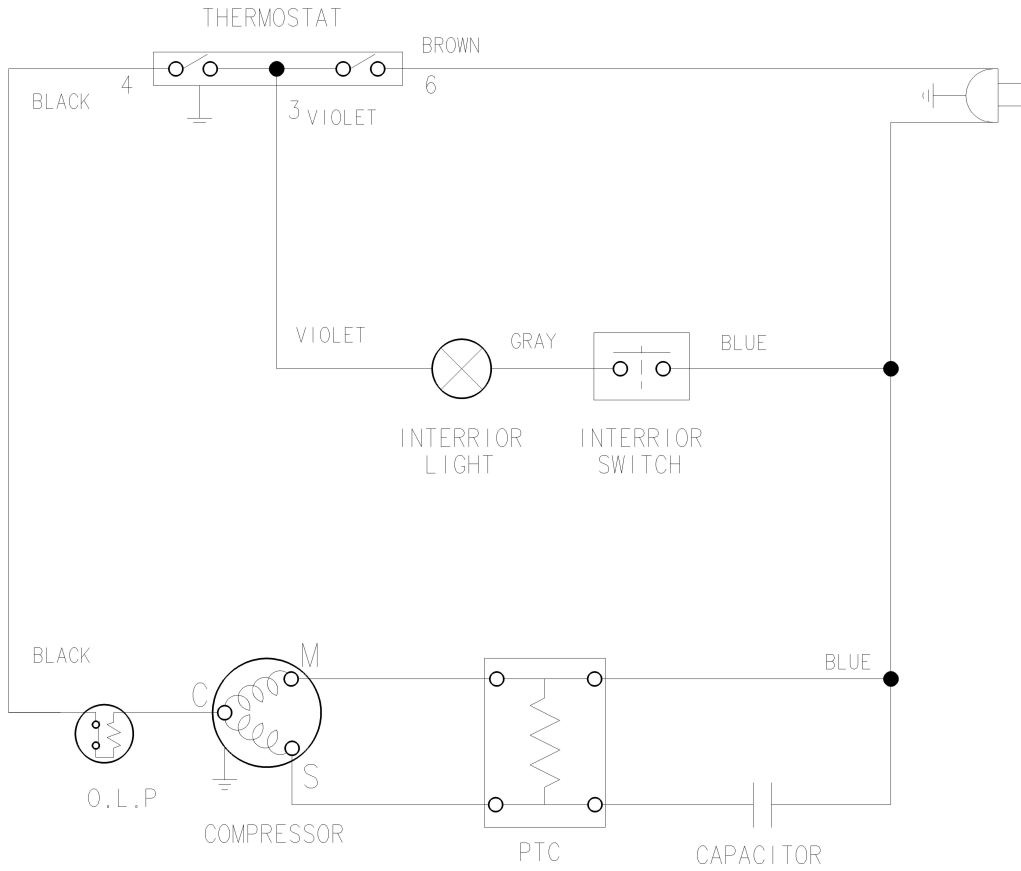 THERMOSTAT
BROWN
4
6
BLACK
3 VIOLET
VIOLET
GRAY
BLUE
INTERRIOR
LIGHT
INTERRIOR
SWITCH
BLACK
M
BLUE
C
S
O.L.P
COMPRESSOR
PTC
CAPACITOR